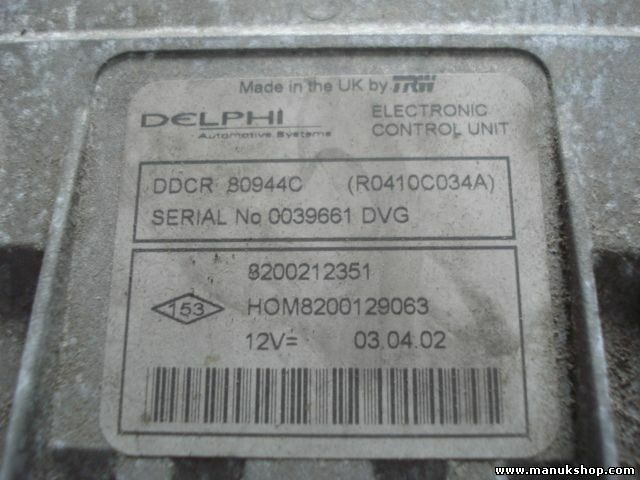 Made in the UK by TRW
DELPHI
Automotive Systems
ELECTRONIC
CONTROL UNIT
DDCR 80944C (R0410C034A)
SERIAL No 0039661 DVG
8200212351
153 HOM8200129063
12V= 03.04.02
www.manukshop.com